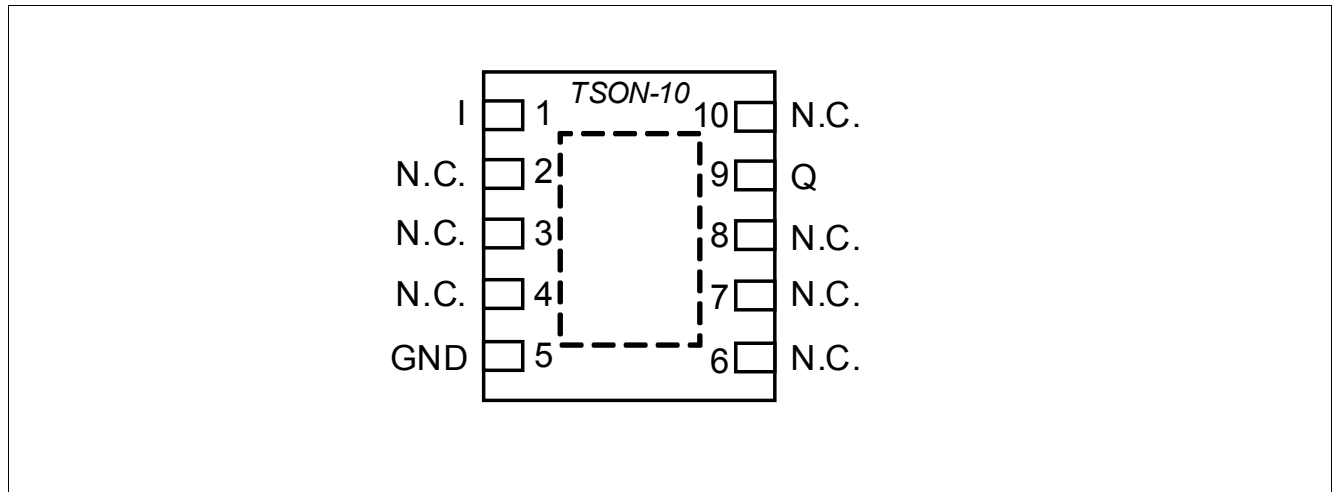 TSON-10
I 1 10 N.C.
N.C. 2 9 Q
N.C. 3 8 N.C.
N.C. 4 7 N.C.
GND 5 6 N.C.